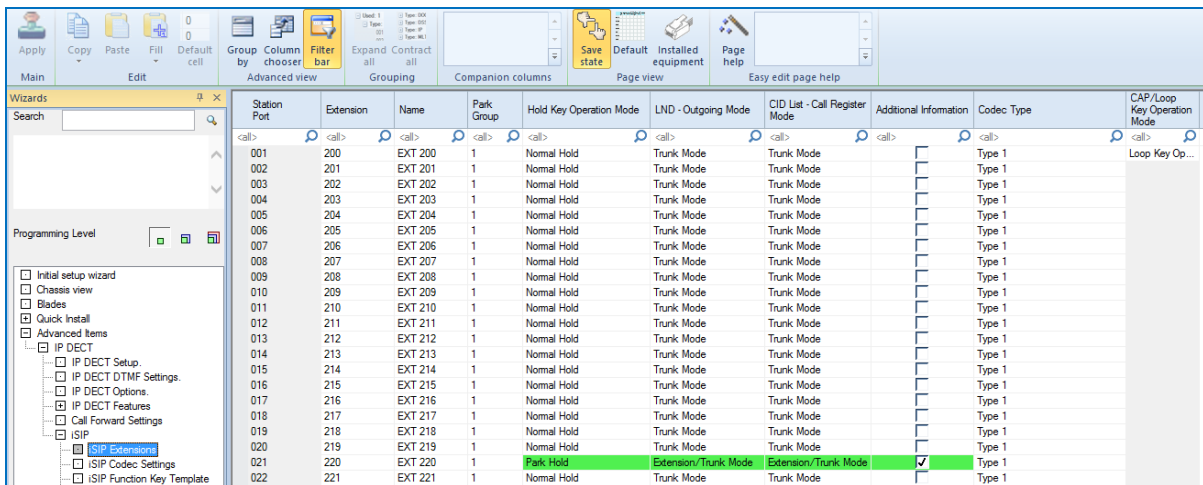 Apply Copy Paste Fill Default cell Group by Column chooser Filter bar Expand all Contract all Save state Default Installed equipment Page help
Main Edit Advanced view Grouping Companion columns Page view Easy edit page help
Wizards
Search
Programming Level
Initial setup wizard
Chassis view
Blades
Quick Install
Advanced Items
IP DECT
IP DECT Setup.
IP DECT DTMF Settings.
IP DECT Options.
IP DECT Features
Call Forward Settings
iSIP
iSIP Extensions
iSIP Codec Settings
iSIP Function Key Template
Station Port Extension Name Park Group Hold Key Operation Mode LND - Outgoing Mode CID List - Call Register Mode Additional Information Codec Type CAP/Loop Key Operation Mode
<all> <all> <all> <all> <all> <all> <all> <all> <all> <all>
001 200 EXT 200 1 Normal Hold Trunk Mode Trunk Mode Type 1 Loop Key Op...
002 201 EXT 201 1 Normal Hold Trunk Mode Trunk Mode Type 1
003 202 EXT 202 1 Normal Hold Trunk Mode Trunk Mode Type 1
004 203 EXT 203 1 Normal Hold Trunk Mode Trunk Mode Type 1
005 204 EXT 204 1 Normal Hold Trunk Mode Trunk Mode Type 1
006 205 EXT 205 1 Normal Hold Trunk Mode Trunk Mode Type 1
007 206 EXT 206 1 Normal Hold Trunk Mode Trunk Mode Type 1
008 207 EXT 207 1 Normal Hold Trunk Mode Trunk Mode Type 1
009 208 EXT 208 1 Normal Hold Trunk Mode Trunk Mode Type 1
010 209 EXT 209 1 Normal Hold Trunk Mode Trunk Mode Type 1
011 210 EXT 210 1 Normal Hold Trunk Mode Trunk Mode Type 1
012 211 EXT 211 1 Normal Hold Trunk Mode Trunk Mode Type 1
013 212 EXT 212 1 Normal Hold Trunk Mode Trunk Mode Type 1
014 213 EXT 213 1 Normal Hold Trunk Mode Trunk Mode Type 1
015 214 EXT 214 1 Normal Hold Trunk Mode Trunk Mode Type 1
016 215 EXT 215 1 Normal Hold Trunk Mode Trunk Mode Type 1
017 216 EXT 216 1 Normal Hold Trunk Mode Trunk Mode Type 1
018 217 EXT 217 1 Normal Hold Trunk Mode Trunk Mode Type 1
019 218 EXT 218 1 Normal Hold Trunk Mode Trunk Mode Type 1
020 219 EXT 219 1 Normal Hold Trunk Mode Trunk Mode Type 1
021 220 EXT 220 1 Park Hold Extension/Trunk Mode Extension/Trunk Mode Type 1
022 221 EXT 221 1 Normal Hold Trunk Mode Trunk Mode Type 1